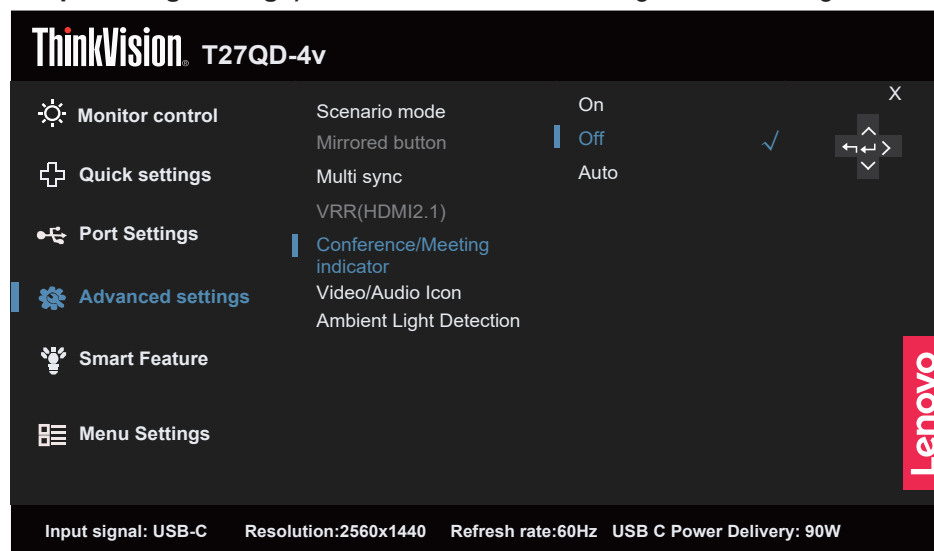 ThinkVision® T27QD-4v
X
Monitor control
Quick settings
Port Settings
Advanced settings
Smart Feature
Menu Settings
Scenario mode
Mirrored button
Multi sync
VRR(HDMI2.1)
Conference/Meeting
indicator
Video/Audio Icon
Ambient Light Detection
On
Off √
Auto
Lenovo
Input signal: USB-C Resolution:2560x1440 Refresh rate:60Hz USB C Power Delivery: 90W